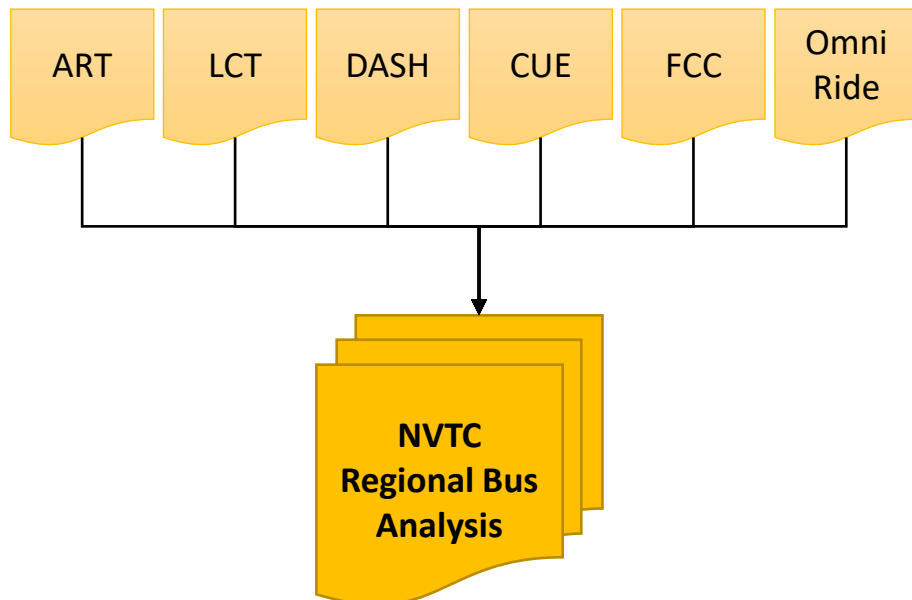 ART
LCT
DASH
CUE
FCC
Omni
Ride
NVTC
Regional Bus
Analysis